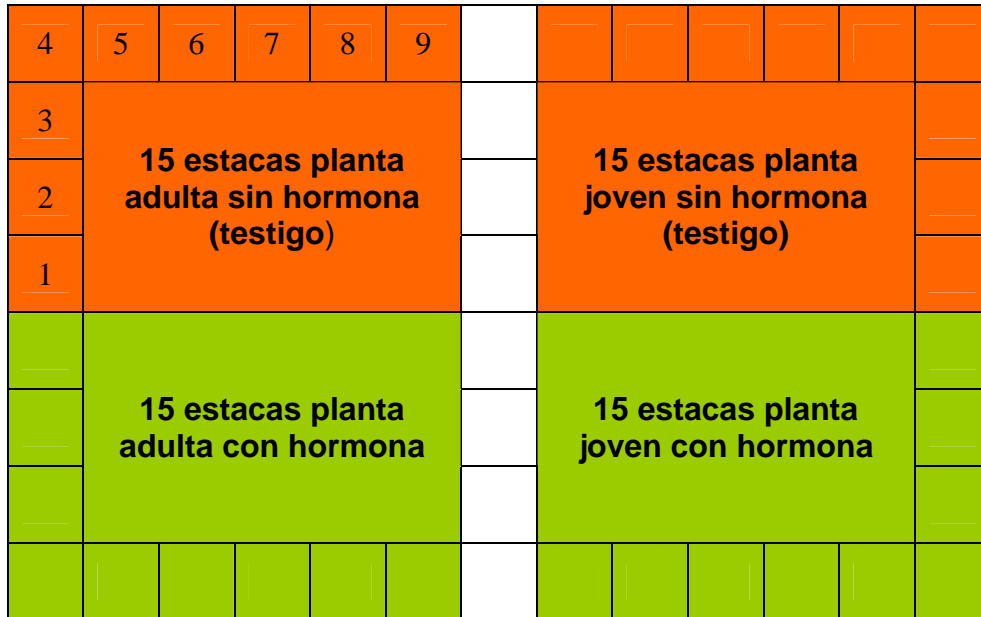 4 5 6 7 8 9
3
2
1
15 estacas planta
adulta sin hormona
(testigo)
15 estacas planta
joven sin hormona
(testigo)
15 estacas planta
adulta con hormona
15 estacas planta
joven con hormona